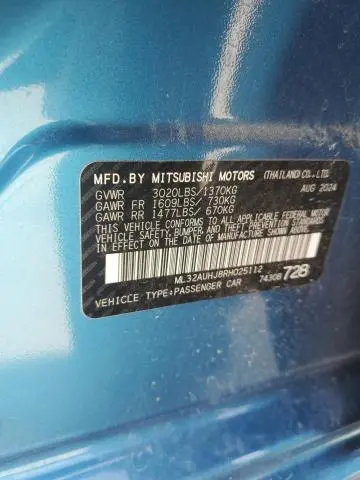 MFD.BY MITSUBISHI MOTORS (THAILAND)CO.,LTD.
GVWR 3020LBS/1370KG AUG 2024
GAWR FR 1609LBS/ 730KG
GAWR RR 1477LBS/ 670KG
THIS VEHICLE CONFORMS TO ALL APPLICABLE FEDERAL MOTOR
VEHICLE SAFETY, BUMPER, AND THEFT PREVENTION STANDARDS
IN EFFECT ON THE DATE OF MANUFACTURE SHOWN ABOVE.
ML32AUHJ8RH025112
VEHICLE TYPE:PASSENGER CAR 74308 728